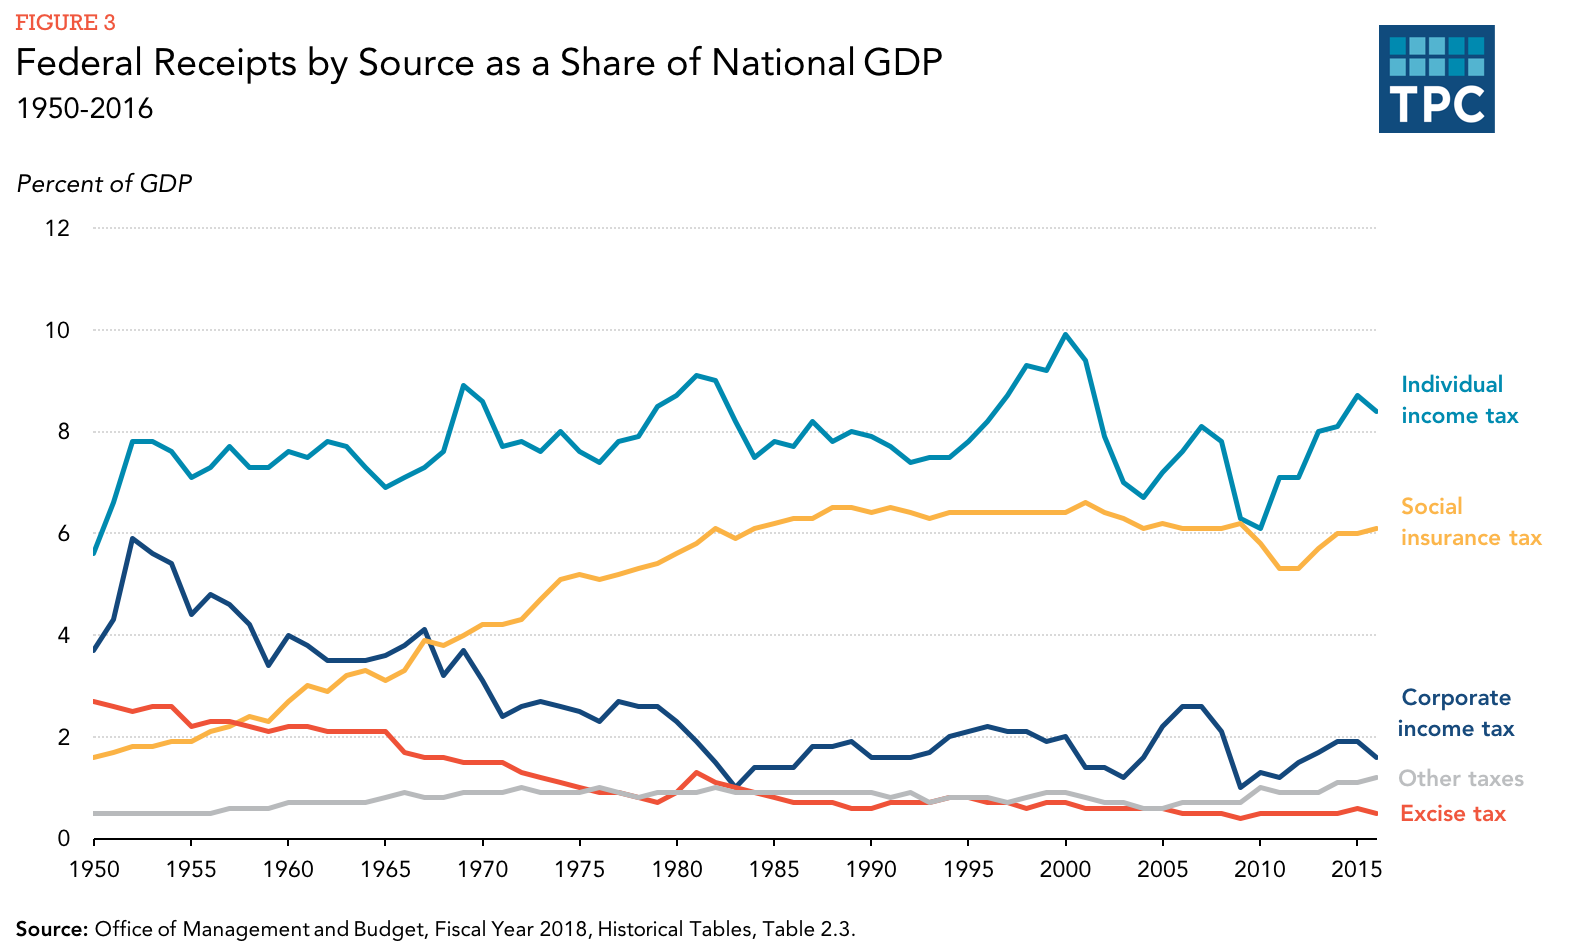 FIGURE 3
Federal Receipts by Source as a Share of National GDP
1950-2016
TPC
Percent of GDP
12
10
8
6
4
2
0
Individual
income tax
Social
insurance tax
Corporate
income tax
Other taxes
Excise tax
1950 1955 1960 1965 1970 1975 1980 1985 1990 1995 2000 2005 2010 2015
Source: Office of Management and Budget, Fiscal Year 2018, Historical Tables, Table 2.3.